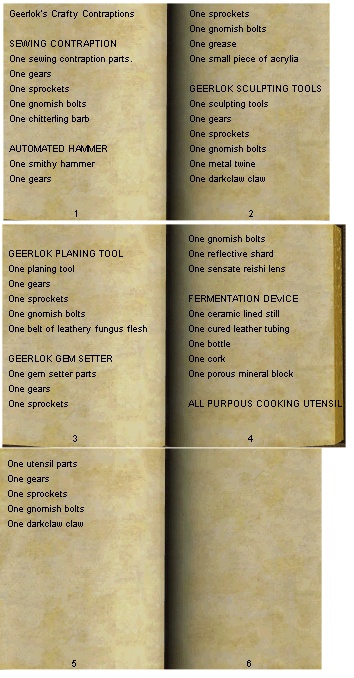 Geerlok's Crafty Contraptions
SEWING CONTRAPTION
One sewing contraption parts.
One gears
One sprockets
One gnomish bolts
One chitterling barb
AUTOMATED HAMMER
One smithy hammer
One gears
1
One sprockets
One gnomish bolts
One grease
One small piece of acrylia
GEERLOK SCULPTING TOOLS
One sculpting tools
One gears
One sprockets
One gnomish bolts
One metal twine
One darkclaw claw
2
GEERLOK PLANING TOOL
One planing tool
One gears
One sprockets
One gnomish bolts
One belt of leathery fungus flesh
GEERLOK GEM SETTER
One gem setter parts
One gears
One sprockets
3
One gnomish bolts
One reflective shard
One sensate reishi lens
FERMENTATION DEVICE
One ceramic lined still
One cured leather tubing
One bottle
One cork
One porous mineral block
ALL PURPOUS COOKING UTENSIL
4
One utensil parts
One gears
One sprockets
One gnomish bolts
One darkclaw claw
5
6